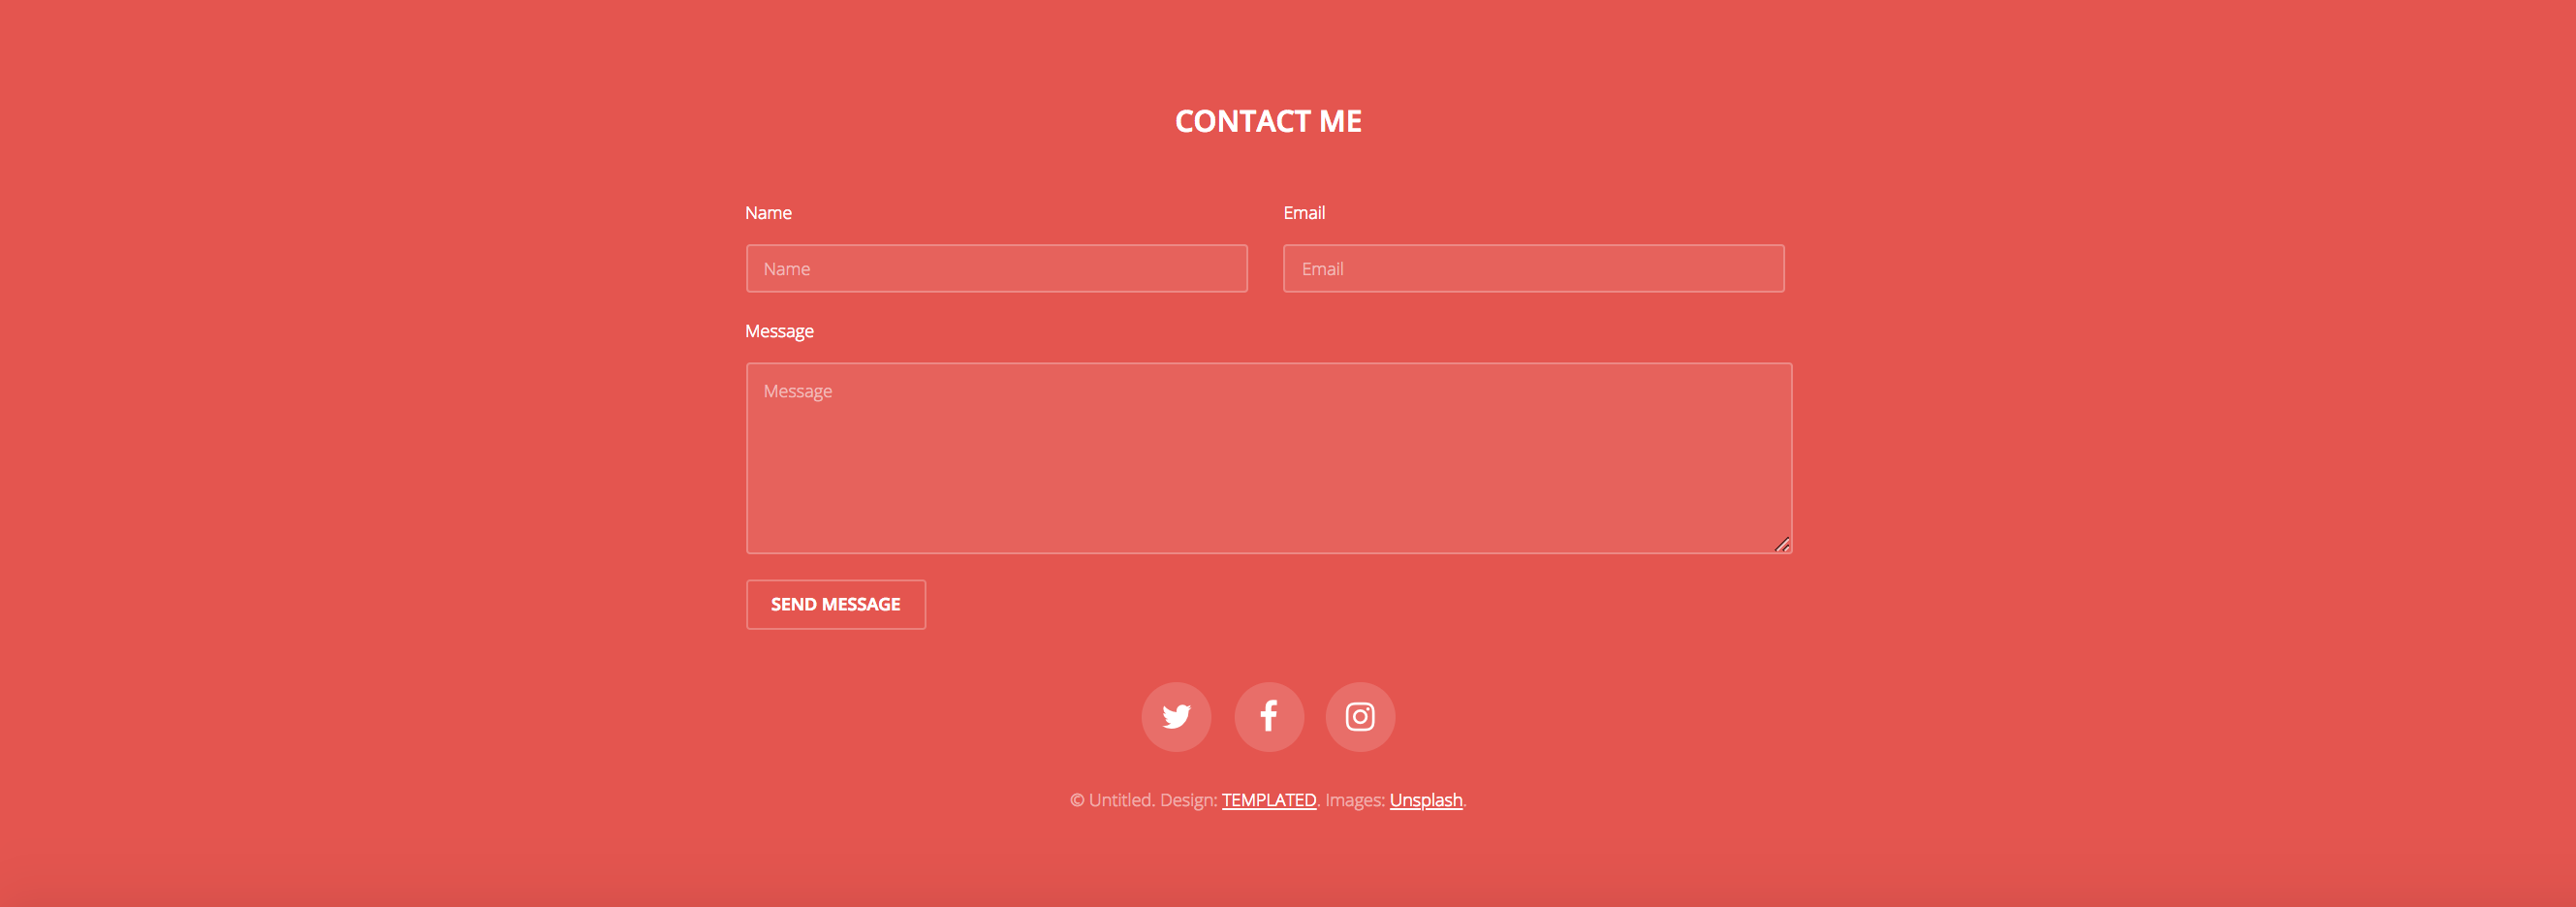 CONTACT ME
Name Email
Name Email
Message
Message
SEND MESSAGE
© Untitled. Design: TEMPLATED. Images: Unsplash.